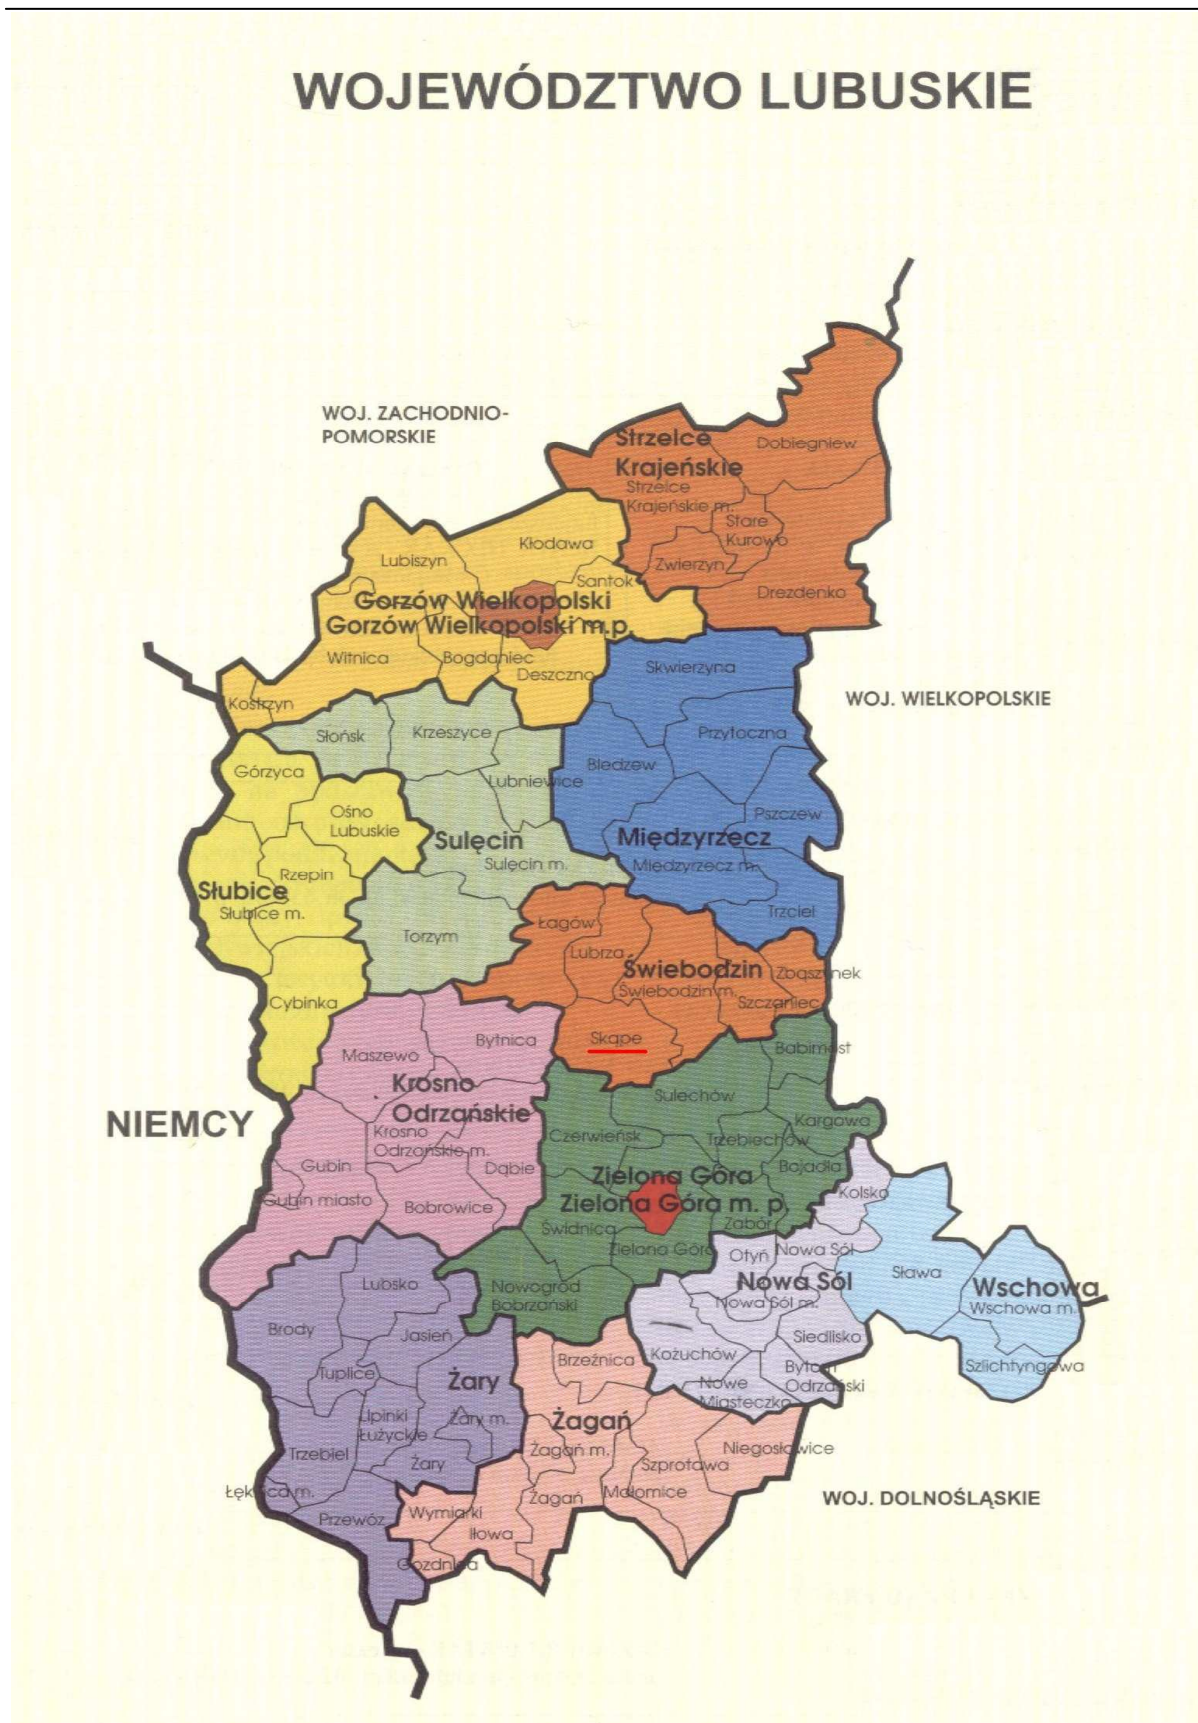 WOJEWÓDZTWO LUBUSKIE
WOJ. ZACHODNIO-
POMORSKIE
Strzelce
Krajeńskie
Dobiegniew
Strzelce
Krajeńskie m.
Stare
Kurowo
Zwierzyn
Drezdenko
Kłodawa
Lubiszyn
Santok
Gorzów Wielkopolski
Gorzów Wielkopolski m.p.
Witnica
Bogdaniec
Deszczno
Kostrzyn
Skwierzyna
WOJ. WIELKOPOLSKIE
Słońsk
Krzeszyce
Przytoczna
Bledzew
Górzyca
Lubniewice
Ośno
Lubuskie
Pszczew
Sulęcin
Sulęcin m.
Międzyrzecz
Międzyrzecz m.
Rzepin
Słubice
Słubice m.
Trzciel
Torzym
Łagów
Lubrza
Świebodzin
Świebodzin m.
Zbąszynek
Szczaniec
Cybinka
Skąpe
Bytnica
Maszewo
Babimost
Krosno
Odrzańskie
Sulechów
NIEMCY
Krosno
Odrzańskie m.
Czerwieńsk
Trzebiechów
Kargowa
Gubin
Dąbie
Bojadła
Zielona Góra
Zielona Góra m. p.
Gubin miasto
Bobrowice
Kolsko
Świdnica
Zabór
Zielona Góra
Otyń
Nowa Sól
Lubsko
Nowogród
Bobrzański
Nowa Sól
Nowa Sól m.
Sława
Wschowa
Wschowa m.
Brody
Jasień
Siedlisko
Tuplice
Brzeźnica
Kożuchów
Bytom
Odrzański
Szlichtyngowa
Żary
Nowe
Miasteczko
Lipinki
Łużyckie
Żary m.
Żagań
Żagań m.
Niegosławice
Trzebiel
Żary
Szprotawa
Łęknica m.
Żagań
Małomice
WOJ. DOLNOŚLĄSKIE
Przewóz
Wymiarki
Iłowa
Gozdnica